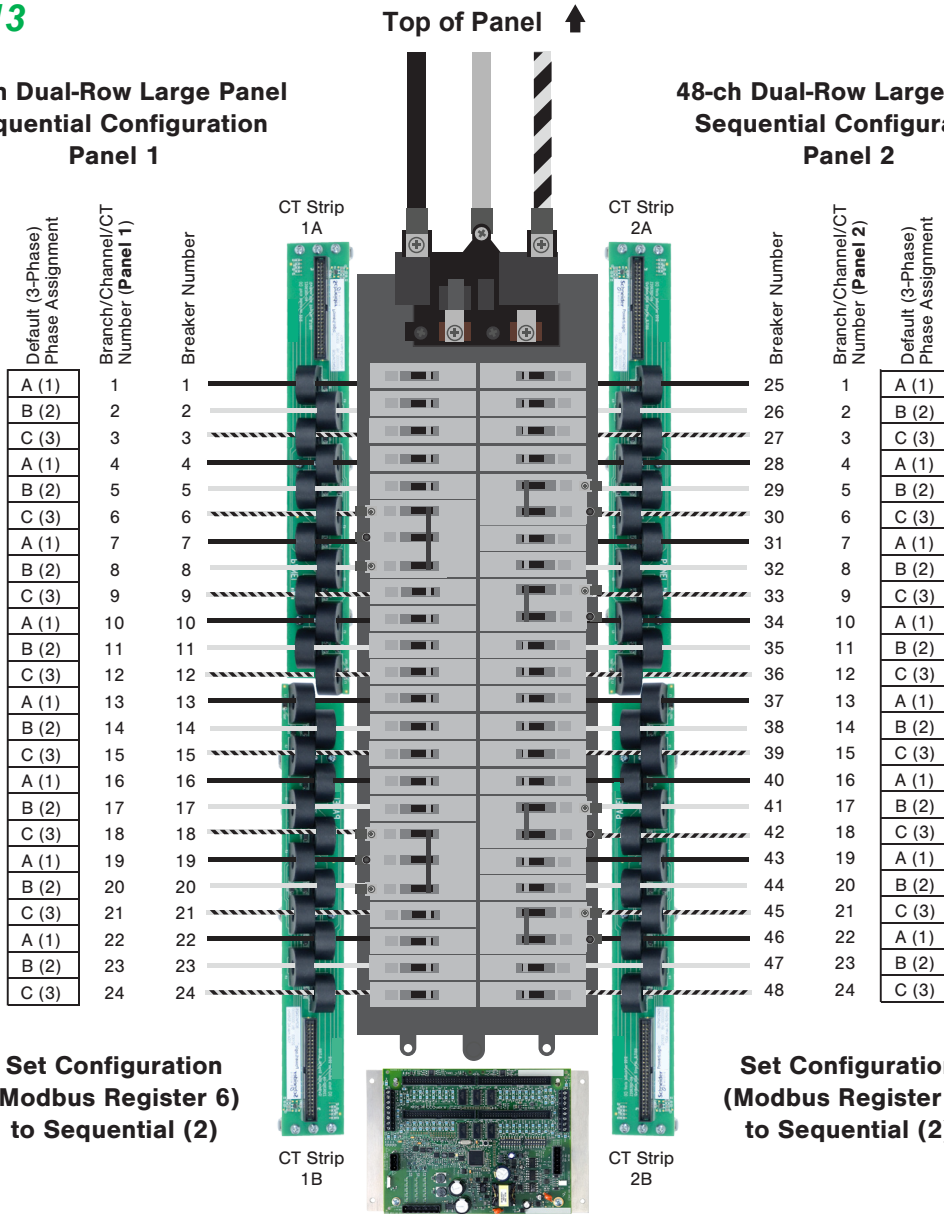 13
Top of Panel
h Dual-Row Large Panel
quential Configuration
Panel 1
48-ch Dual-Row Large
Sequential Configura
Panel 2
Default (3-Phase)
Phase Assignment
Branch/Channel/CT
Number (Panel 1)
Breaker Number
CT Strip
1A
CT Strip
2A
Breaker Number
Branch/Channel/CT
Number (Panel 2)
Default (3-Phase)
Phase Assignment
A (1) 1 1 25 1 A (1)
B (2) 2 2 26 2 B (2)
C (3) 3 3 27 3 C (3)
A (1) 4 4 28 4 A (1)
B (2) 5 5 29 5 B (2)
C (3) 6 6 30 6 C (3)
A (1) 7 7 31 7 A (1)
B (2) 8 8 32 8 B (2)
C (3) 9 9 33 9 C (3)
A (1) 10 10 34 10 A (1)
B (2) 11 11 35 11 B (2)
C (3) 12 12 36 12 C (3)
A (1) 13 13 37 13 A (1)
B (2) 14 14 38 14 B (2)
C (3) 15 15 39 15 C (3)
A (1) 16 16 40 16 A (1)
B (2) 17 17 41 17 B (2)
C (3) 18 18 42 18 C (3)
A (1) 19 19 43 19 A (1)
B (2) 20 20 44 20 B (2)
C (3) 21 21 45 21 C (3)
A (1) 22 22 46 22 A (1)
B (2) 23 23 47 23 B (2)
C (3) 24 24 48 24 C (3)
Set Configuration
Modbus Register 6)
to Sequential (2)
CT Strip
1B
CT Strip
2B
Set Configuration
(Modbus Register
to Sequential (2